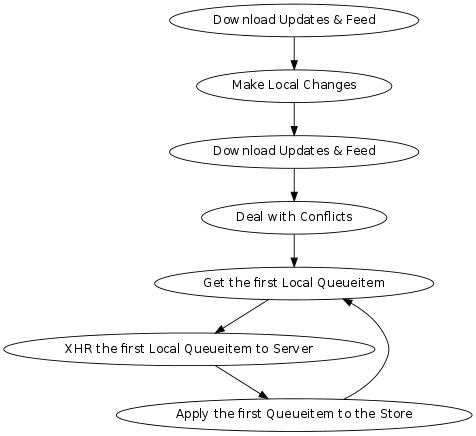 Download Updates & Feed
Make Local Changes
Download Updates & Feed
Deal with Conflicts
Get the first Local Queueitem
XHR the first Local Queueitem to Server
Apply the first Queueitem to the Store